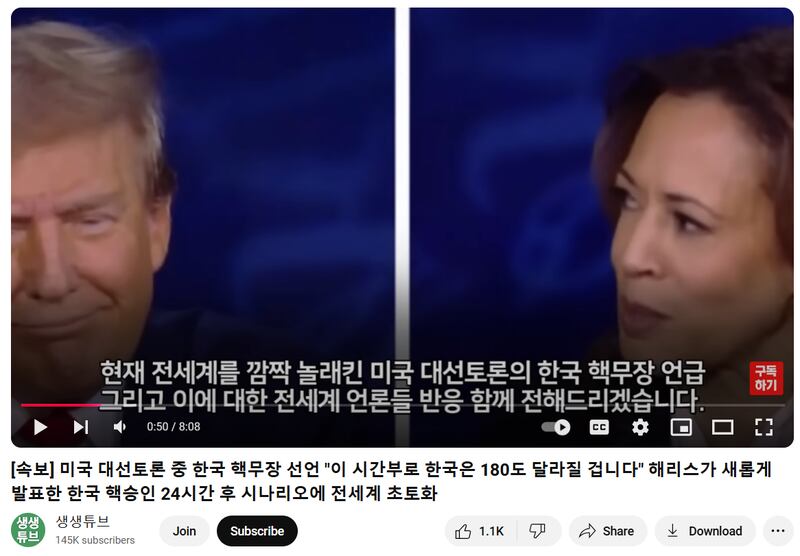 현재 전세계를 깜짝 놀래킨 미국 대선토론의 한국 핵무장 언급
그리고 이에 대한 전세계 언론들 반응 함께 전해드리겠습니다.
구독
하기
0:50 / 8:08
CC
[속보] 미국 대선토론 중 한국 핵무장 선언 "이 시간부로 한국은 180도 달라질 겁니다" 해리스가 새롭게
발표한 한국 핵승인 24시간 후 시나리오에 전세계 초토화
생생
튜브
생생튜브
145K subscribers
Join
Subscribe
1.1K
Share
Download